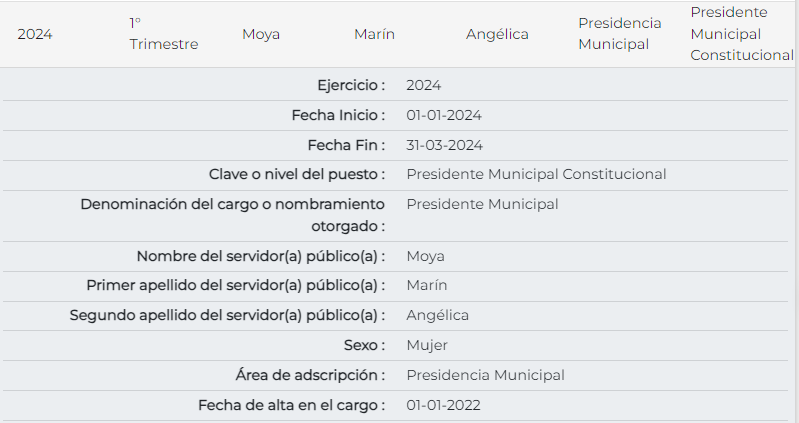 2024 1° Trimestre Moya Marín Angélica Presidencia Municipal Presidente Municipal Constitucional
Ejercicio : 2024
Fecha Inicio : 01-01-2024
Fecha Fin : 31-03-2024
Clave o nivel del puesto : Presidente Municipal Constitucional
Denominación del cargo o nombramiento otorgado : Presidente Municipal
Nombre del servidor(a) público(a) : Moya
Primer apellido del servidor(a) público(a) : Marín
Segundo apellido del servidor(a) público(a) : Angélica
Sexo : Mujer
Área de adscripción : Presidencia Municipal
Fecha de alta en el cargo : 01-01-2022